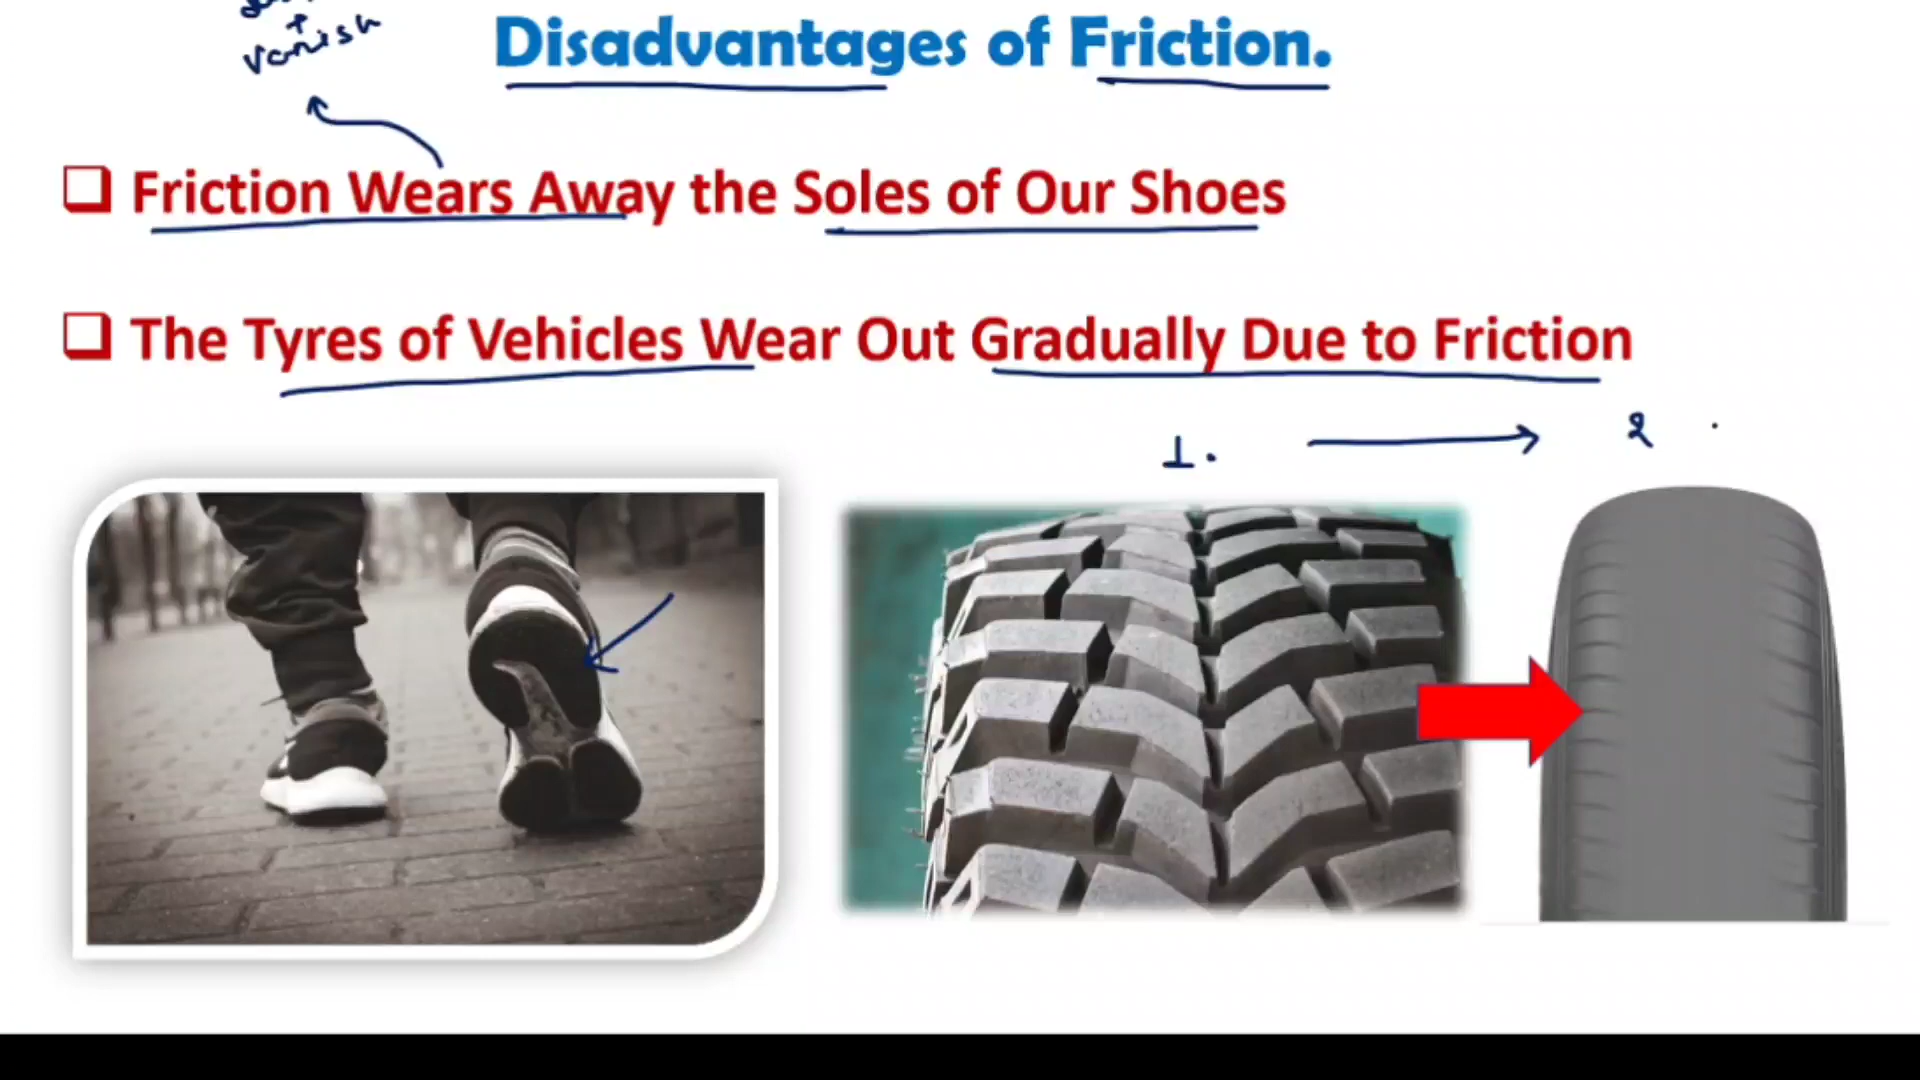 +
vanish
Disadvantages of Friction.
Friction Wears Away the Soles of Our Shoes
The Tyres of Vehicles Wear Out Gradually Due to Friction
1. 2.